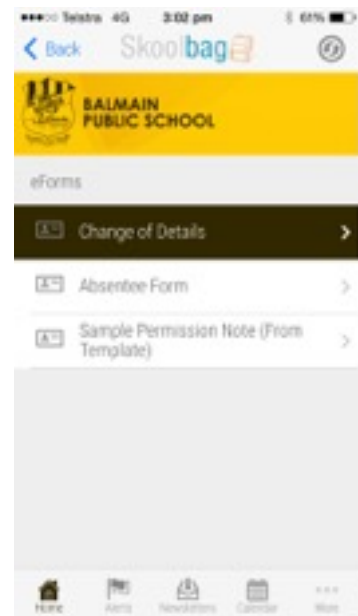 Telstra 4G 3:02 pm 61%
Back Skoolbag
BALMAIN
PUBLIC SCHOOL
eForms
Change of Details
Absentee Form
Sample Permission Note (From
Template)
Home Alerts Newsletters Calendar More